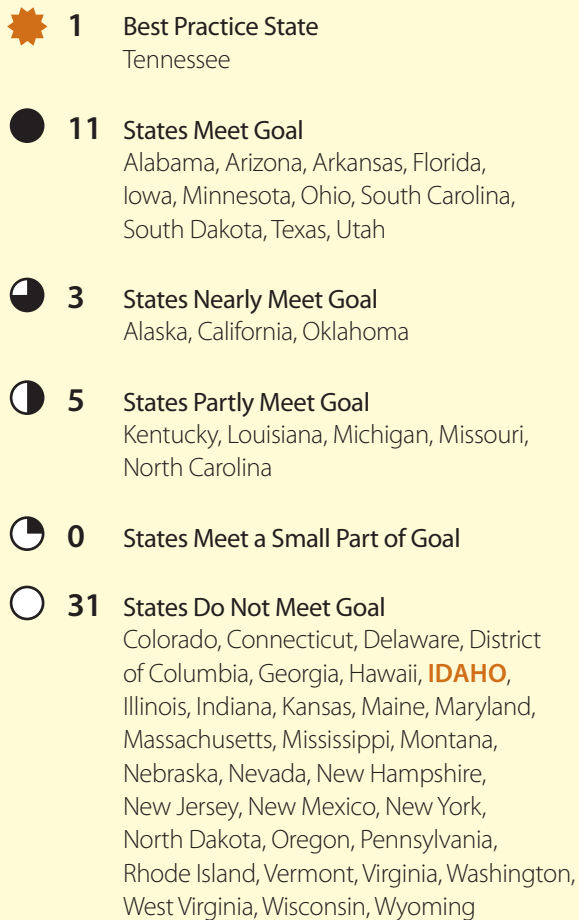 1 Best Practice State
Tennessee
11 States Meet Goal
Alabama, Arizona, Arkansas, Florida,
Iowa, Minnesota, Ohio, South Carolina,
South Dakota, Texas, Utah
3 States Nearly Meet Goal
Alaska, California, Oklahoma
5 States Partly Meet Goal
Kentucky, Louisiana, Michigan, Missouri,
North Carolina
0 States Meet a Small Part of Goal
31 States Do Not Meet Goal
Colorado, Connecticut, Delaware, District
of Columbia, Georgia, Hawaii, IDAHO,
Illinois, Indiana, Kansas, Maine, Maryland,
Massachusetts, Mississippi, Montana,
Nebraska, Nevada, New Hampshire,
New Jersey, New Mexico, New York,
North Dakota, Oregon, Pennsylvania,
Rhode Island, Vermont, Virginia, Washington,
West Virginia, Wisconsin, Wyoming